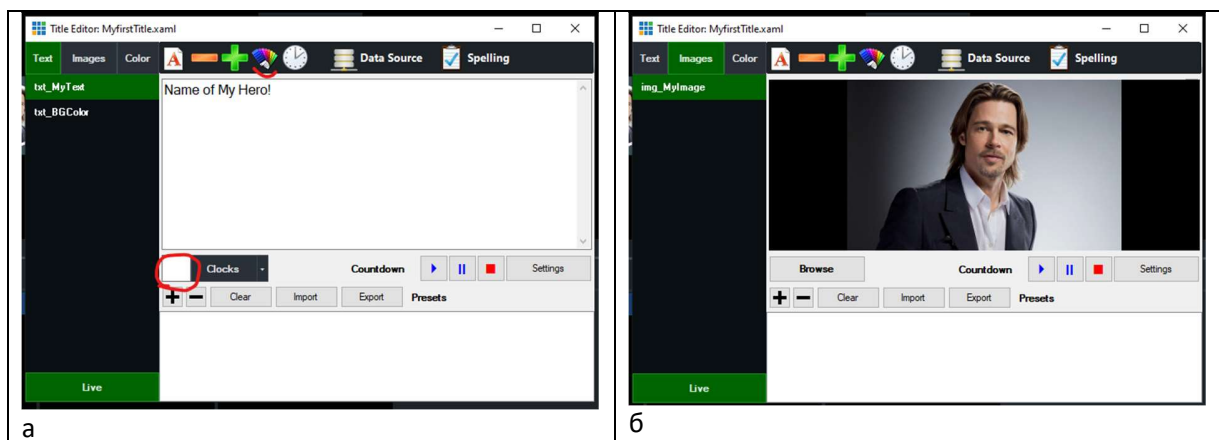 Title Editor: MyfirstTitle.xaml
Text Images Color Data Source Spelling
txt_MyText
txt_BGColor
Name of My Hero!
Clocks Countdown Settings
Clear Import Export Presets
Live
а
Title Editor: MyfirstTitle.xaml
Text Images Color Data Source Spelling
img_MyImage
Browse Countdown Settings
Clear Import Export Presets
Live
б